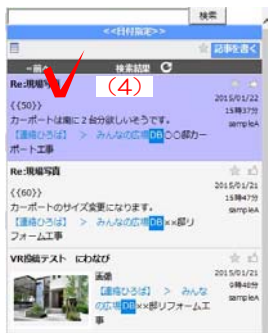 検索
<<日付指定>>
記事を書く
<前へ 検索結果
Re:現場写真
(4)
2015/01/22
15時37分
sampleA
{{50}}
カーポートは南に2台分欲しいそうです。
【連絡ひろば】 > みんなの広場DB○○邸カー
ポート工事
Re:現場写真
2015/01/21
15時47分
sampleA
{{60}}
カーポートのサイズ変更になります。
【連絡ひろば】 > みんなの広場DB××邸リ
フォーム工事
VR投稿テスト にわなび
2015/01/21
9時40分
sampleA
画像
【連絡ひろば】 > みんな
の広場DB××邸リフォーム工
事